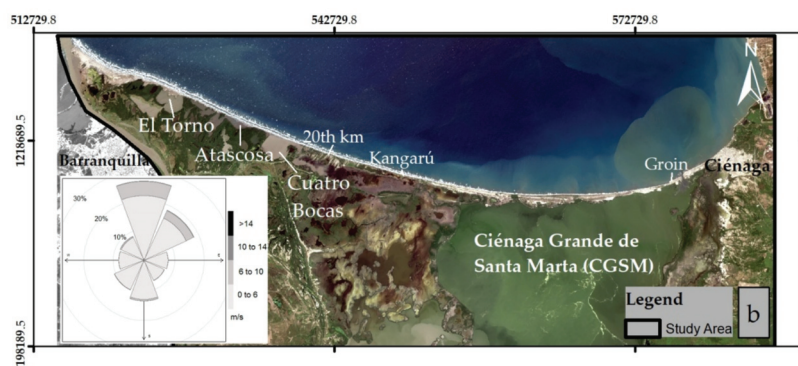 512729.8
542729.8
572729.8
1218689.5
198189.5
N
El Torno
20th km
Atascosa
Kangarú
Barranquilla
Cuatro
Bocas
Groin
Ciénaga
Ciénaga Grande de
Santa Marta (CGSM)
30%
20%
10%
>14
10 to 14
6 to 10
0 to 6
m/s
Legend
Study Area
b